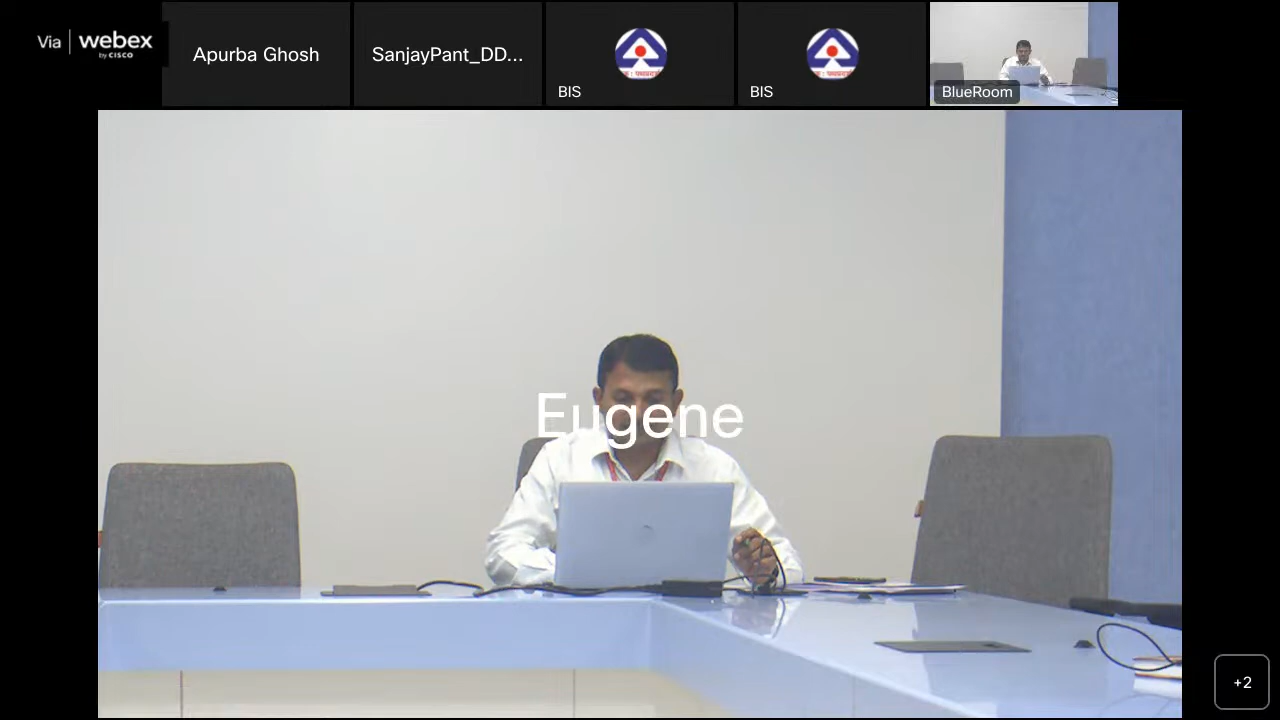 Via webex
by CISCO
Apurba Ghosh
SanjayPant_DD...
BIS
BIS
BlueRoom
Eugene
+2